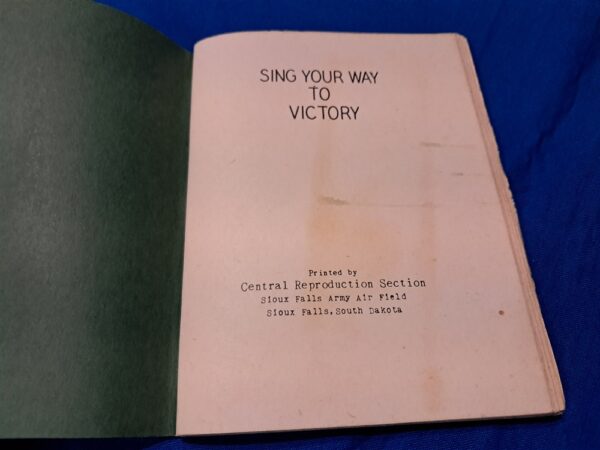 SING YOUR WAY
TO
VICTORY
Printed by
Central Reproduction Section
Sioux Falls Army Air Field
Sioux Falls, South Dakota